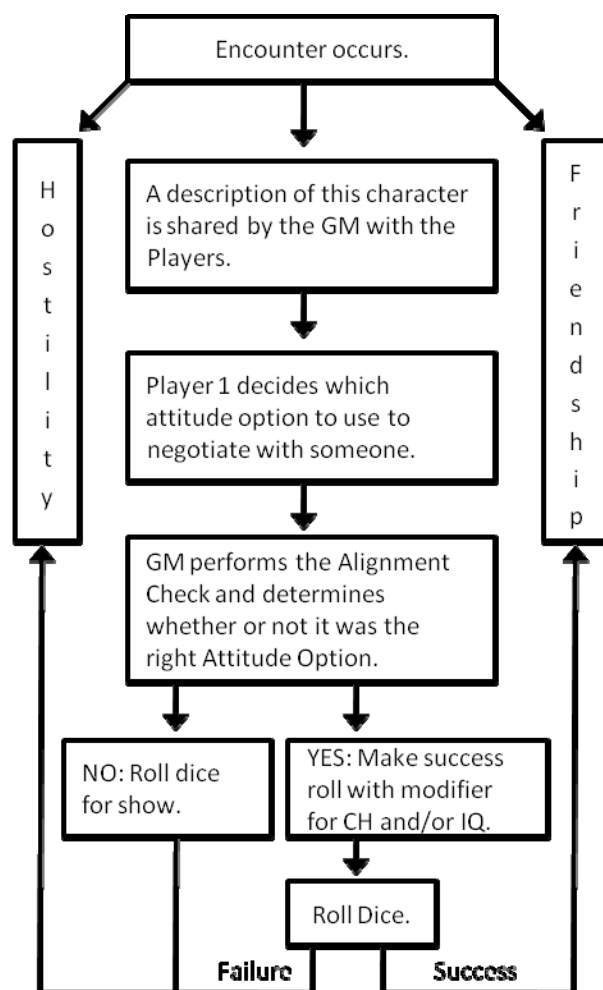 Encounter occurs.
Hostility
Friendship
A description of this character
is shared by the GM with the
Players.
Player 1 decides which
attitude option to use to
negotiate with someone.
GM performs the Alignment
Check and determines
whether or not it was the
right Attitude Option.
NO: Roll dice
for show.
YES: Make success
roll with modifier
for CH and/or IQ.
Roll Dice.
Failure
Success